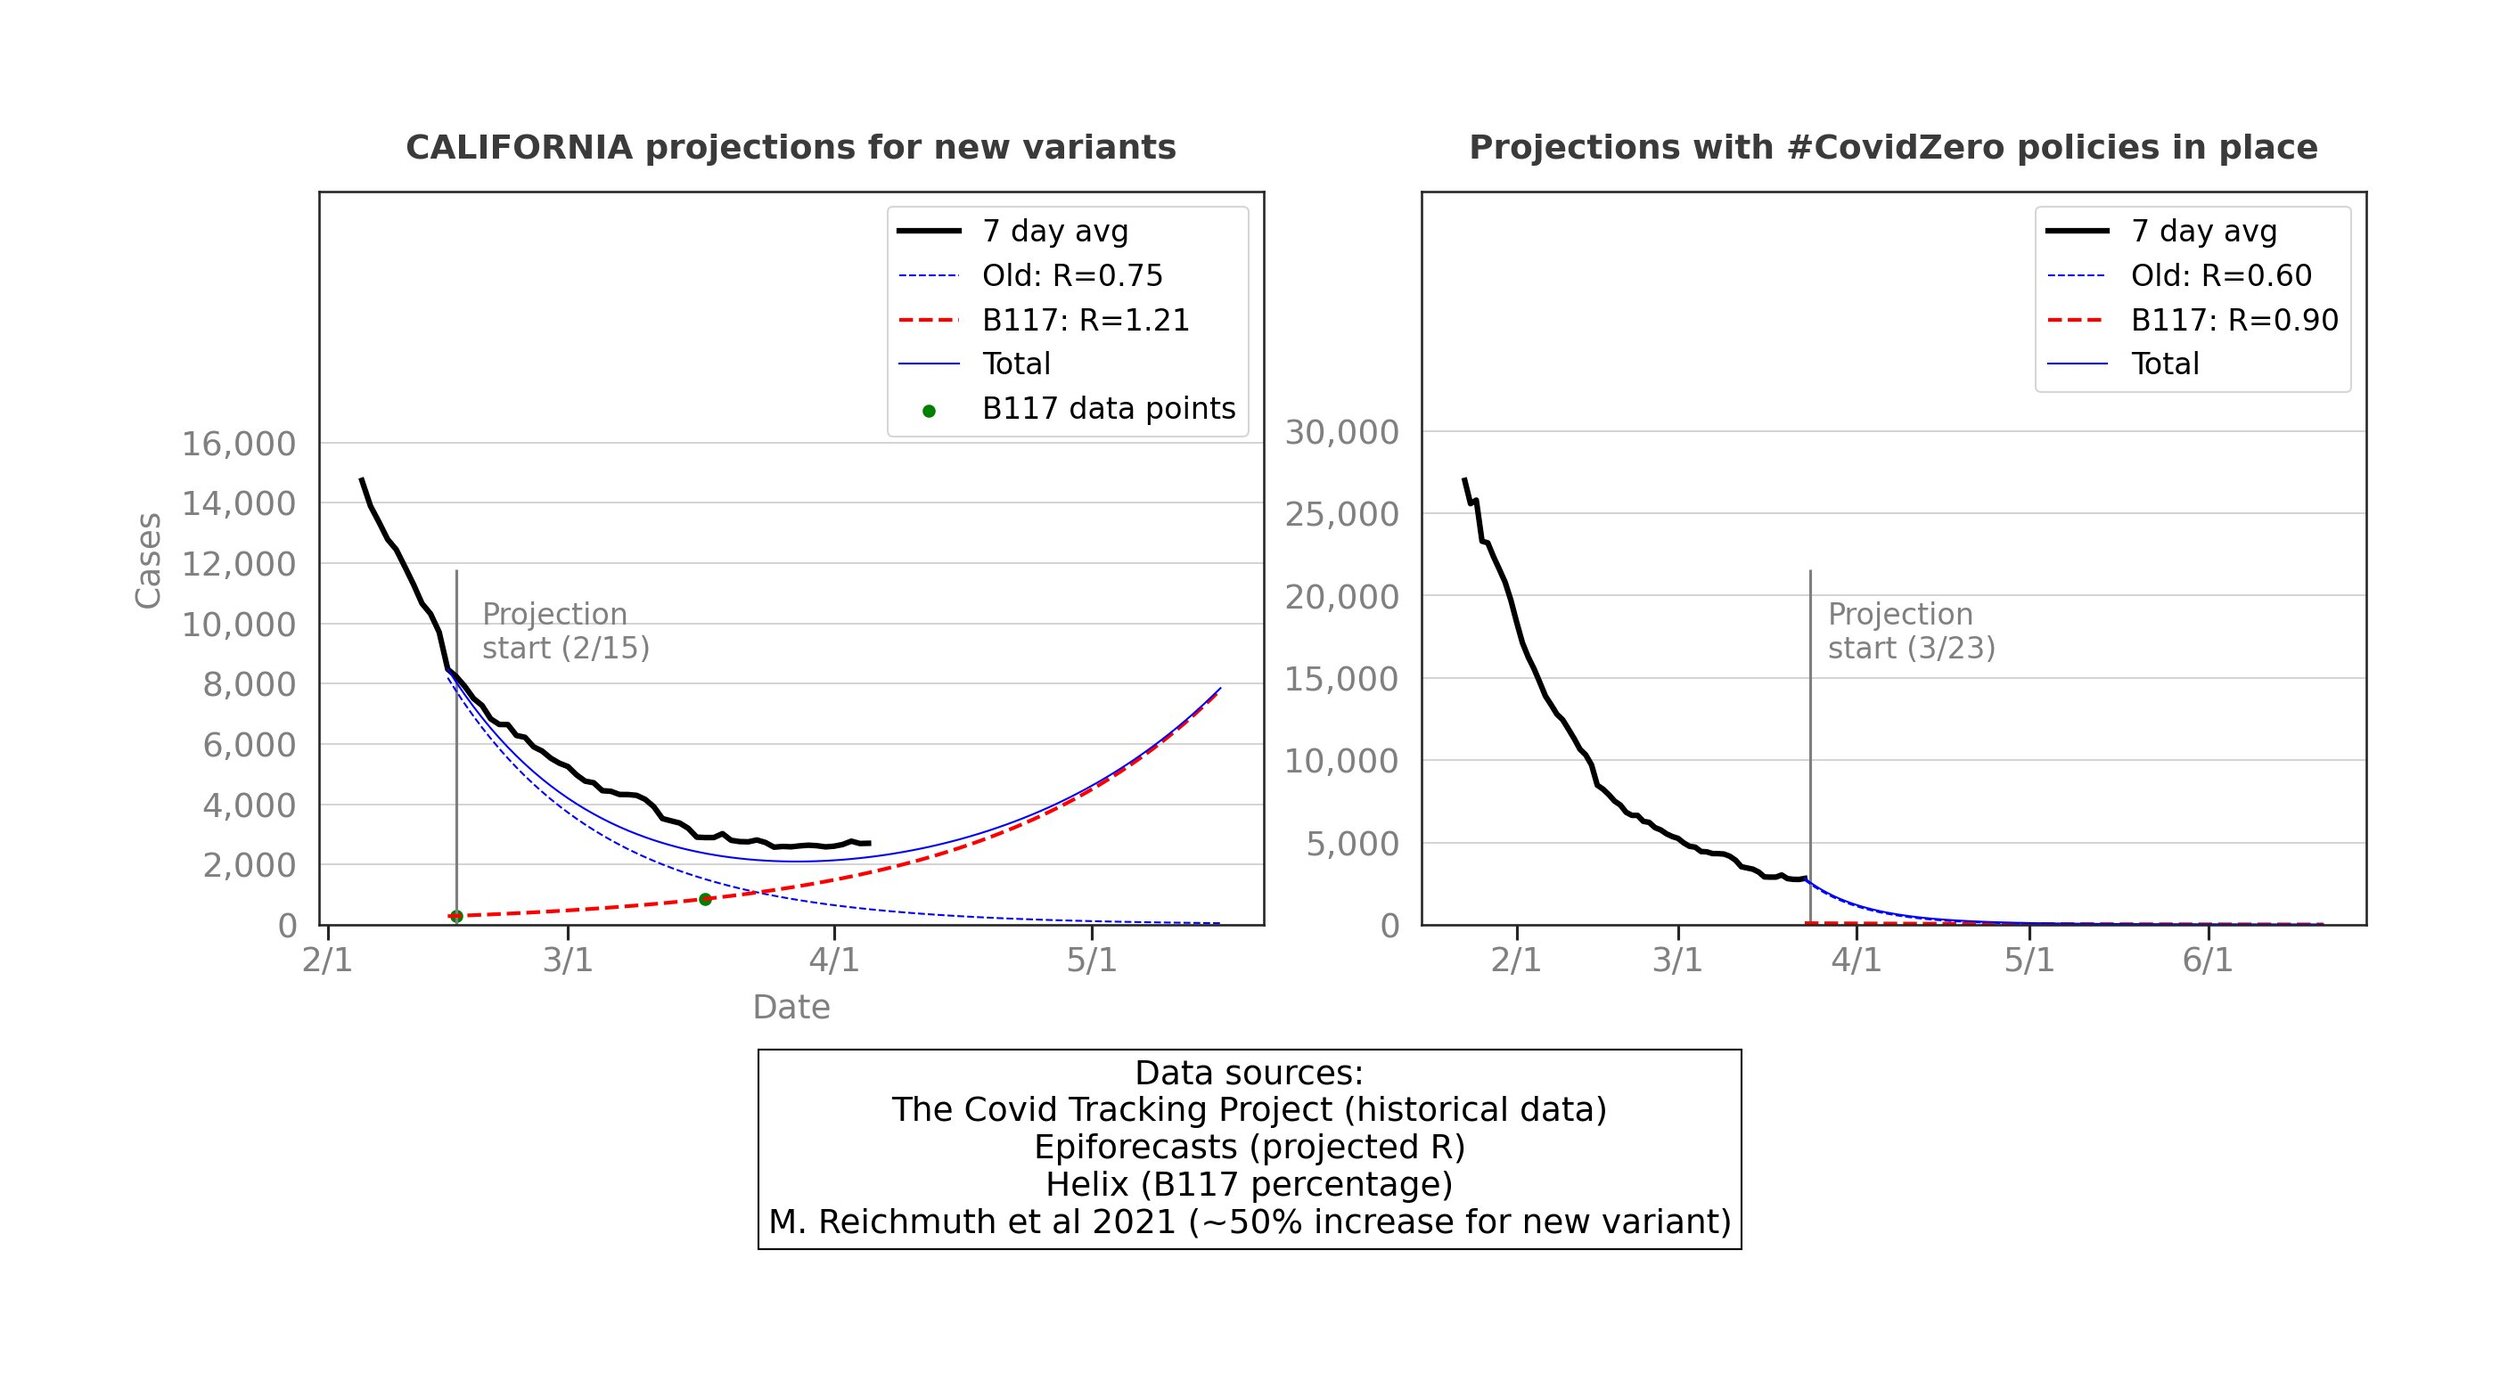 CALIFORNIA projections for new variants
7 day avg
Old: R=0.75
B117: R=1.21
Total
B117 data points
Cases
16,000
14,000
12,000
10,000
8,000
6,000
4,000
2,000
0
Projection
start (2/15)
2/1
3/1
4/1
5/1
Date
Projections with #CovidZero policies in place
7 day avg
Old: R=0.60
B117: R=0.90
Total
30,000
25,000
20,000
15,000
10,000
5,000
0
Projection
start (3/23)
2/1
3/1
4/1
5/1
6/1
Data sources:
The Covid Tracking Project (historical data)
Epiforecasts (projected R)
Helix (B117 percentage)
M. Reichmuth et al 2021 (~50% increase for new variant)